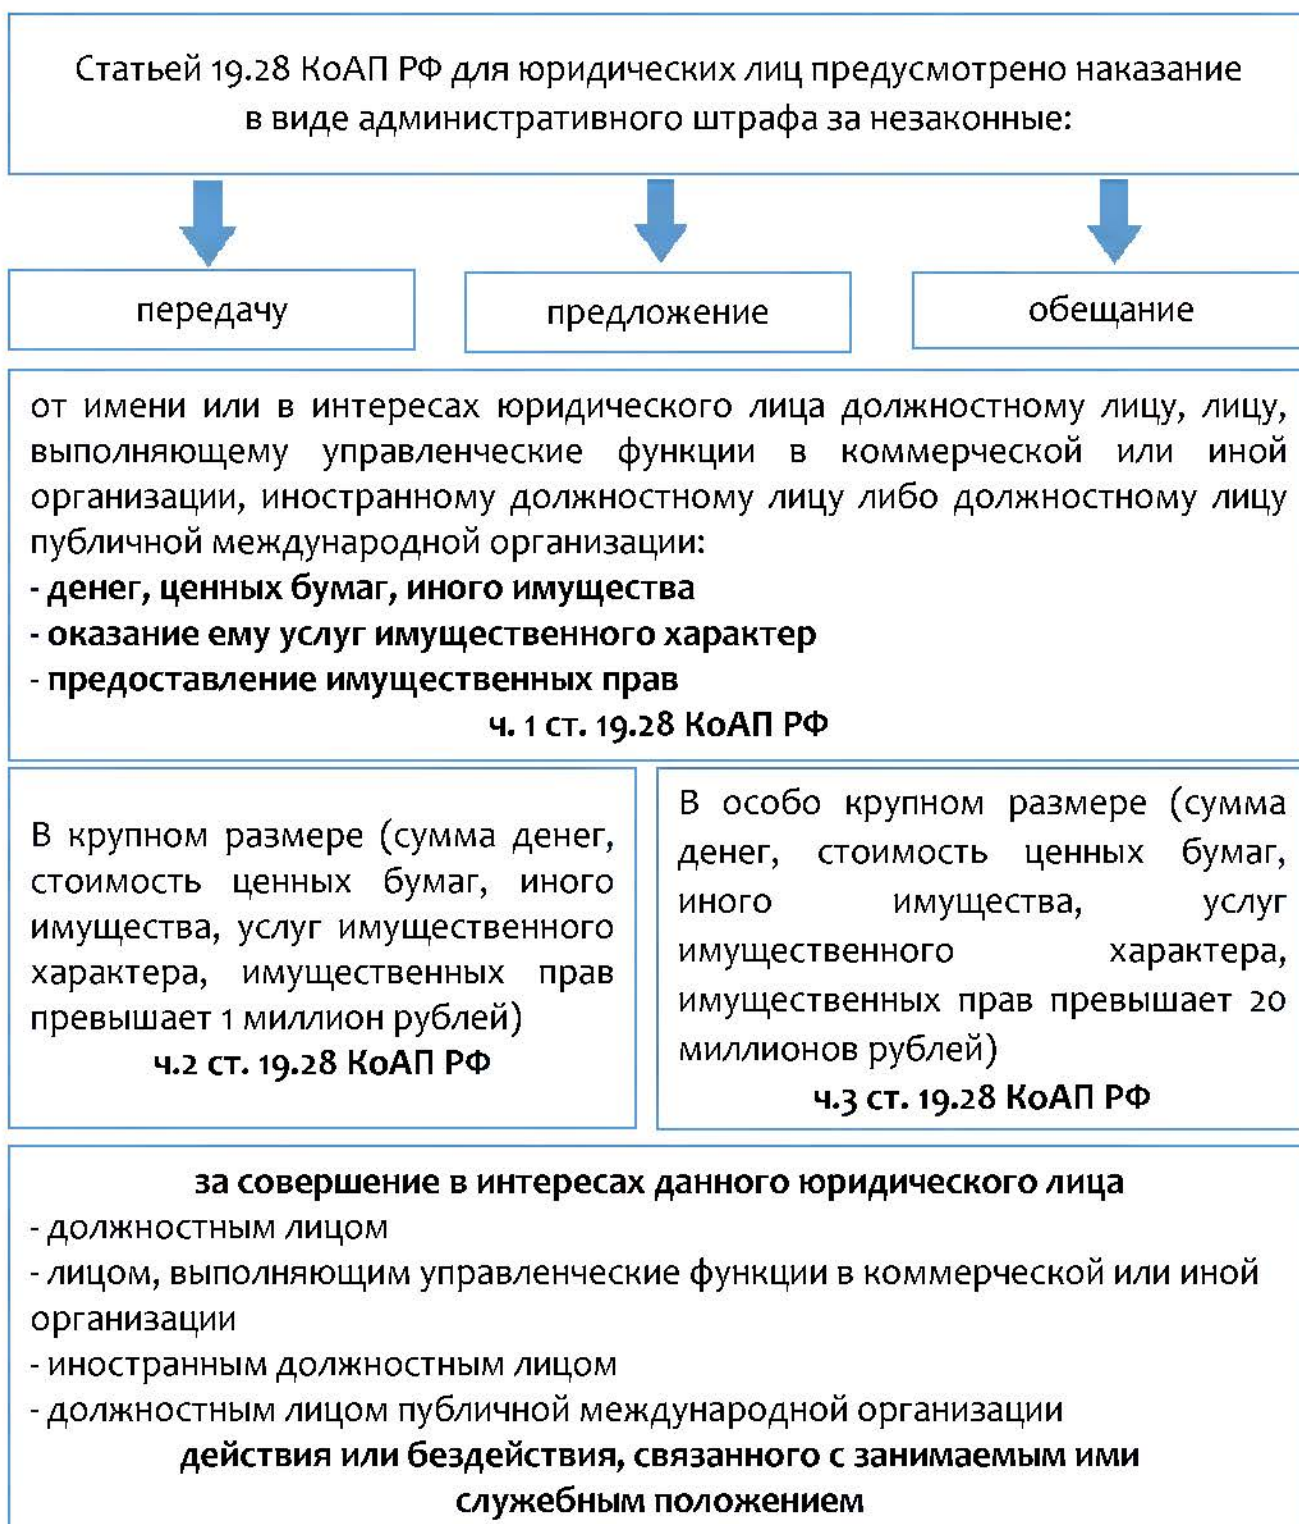 Статьей 19.28 КоАП РФ для юридических лиц предусмотрено наказание
в виде административного штрафа за незаконные:
передачу
предложение
обещание
от имени или в интересах юридического лица должностному лицу, лицу,
выполняющему управленческие функции в коммерческой или иной
организации, иностранному должностному лицу либо должностному лицу
публичной международной организации:
- денег, ценных бумаг, иного имущества
- оказание ему услуг имущественного характер
- предоставление имущественных прав
ч. 1 ст. 19.28 КоАП РФ
В крупном размере (сумма денег,
стоимость ценных бумаг, иного
имущества, услуг имущественного
характера, имущественных прав
превышает 1 миллион рублей)
ч.2 ст. 19.28 КоАП РФ
В особо крупном размере (сумма
денег, стоимость ценных бумаг,
иного имущества, услуг
имущественного характера,
имущественных прав превышает 20
миллионов рублей)
ч.3 ст. 19.28 КоАП РФ
за совершение в интересах данного юридического лица
- должностным лицом
- лицом, выполняющим управленческие функции в коммерческой или иной
организации
- иностранным должностным лицом
- должностным лицом публичной международной организации
действия или бездействия, связанного с занимаемым ими
служебным положением